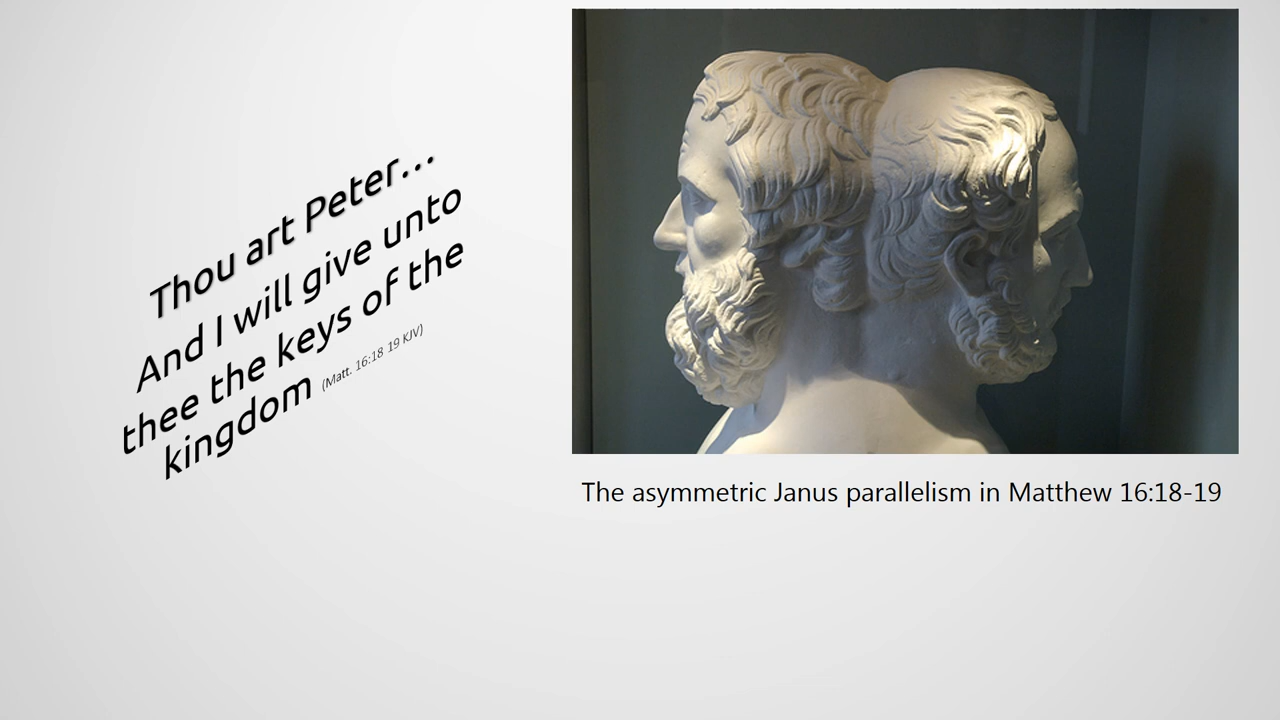 Thou art Peter...
And I will give unto
thee the keys of the
kingdom (Matt. 16:18 19 KJV)
The asymmetric Janus parallelism in Matthew 16:18-19